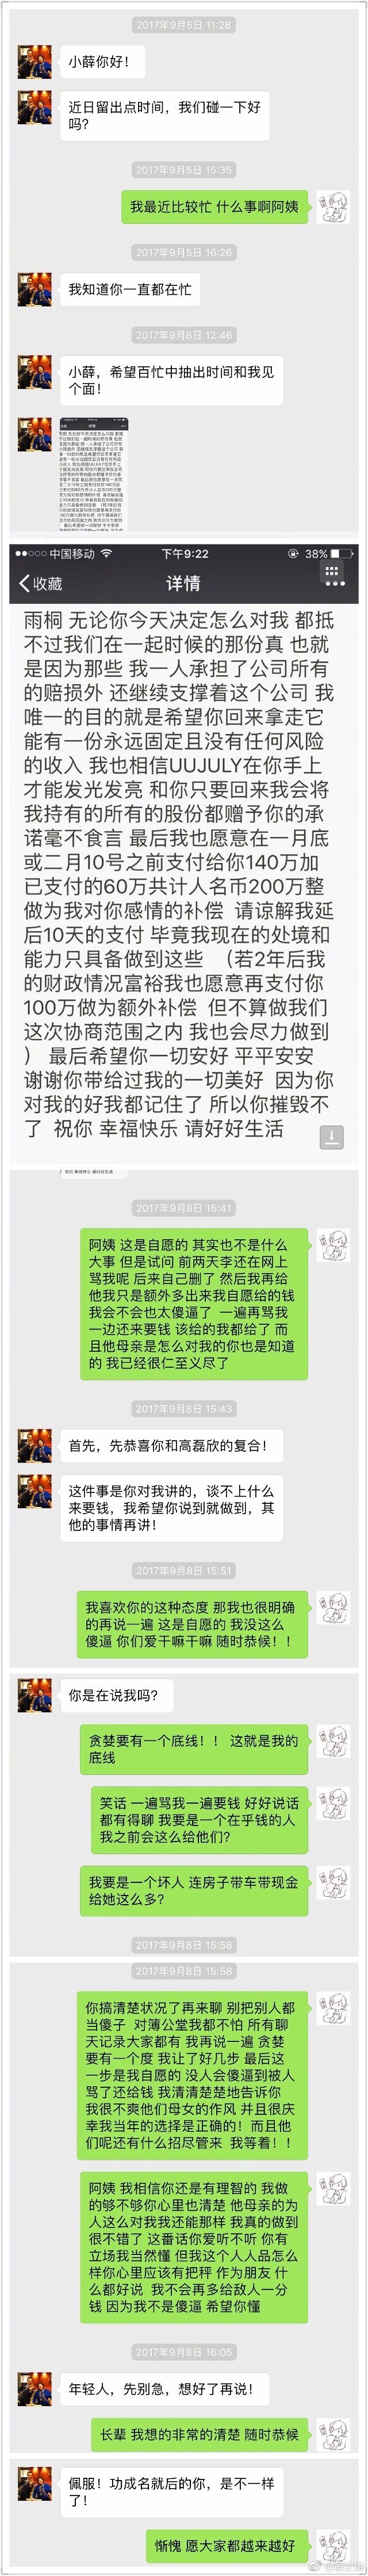 2017年9月5日 11:28
小薛你好！
近日留出点时间，我们碰一下好
吗？
2017年9月5日 15:35
我最近比较忙 什么事啊阿姨
2017年9月5日 16:26
我知道你一直都在忙
2017年9月8日 12:46
小薛，希望百忙中抽出时间和我见
个面！
中国移动 下午9:22 38%
收藏 详情
雨桐 无论你今天决定怎么对我 都抵
不过我们在一起时候的那份真 也就
是因为那些 我一人承担了公司所有
的赔损外 还继续支撑着这个公司 我
唯一的目的就是希望你回来拿走它
能有一份永远固定且没有任何风险
的收入 我也相信UUJULY在你手上
才能发光发亮 和你只要回来我会将
我持有的所有的股份都赠予你的承
诺毫不食言 最后我也愿意在一月底
或二月10号之前支付给你140万加
已支付的60万共计人名币200万整
做为我对你感情的补偿 请谅解我延
后10天的支付 毕竟我现在的处境和
能力只具备做到这些 （若2年后我
的财政情况富裕我也愿意再支付你
100万做为额外补偿 但不算做我们
这次协商范围之内 我也会尽力做到
） 最后希望你一切安好 平平安安
谢谢你带给过我的一切美好 因为你
对我的好我都记住了 所以你摧毁不
了 祝你 幸福快乐 请好好生活
2017年9月8日 15:41
阿姨 这是自愿的 其实也不是什么
大事 但是试问 前两天李还在网上
骂我呢 后来自己删了 然后我再给
他我只是额外多出来我自愿给的钱
我会不会也太傻逼了 一遍再骂我
一边还来要钱 该给的我都给了 而
且他母亲是怎么对我的你也是知道
的 我已经很仁至义尽了
2017年9月8日 15:43
首先，先恭喜你和高磊欣的复合！
这件事是你对我讲的，谈不上什么
来要钱，我希望你说到就做到，其
他的事情再讲！
2017年9月8日 15:51
我喜欢你的这种态度 那我也很明确
的再说一遍 这是自愿的 我没这么
傻逼 你们爱干嘛干嘛 随时恭候！！
你是在说我吗？
贪婪要有一个底线！！ 这就是我的
底线
笑话 一遍骂我一遍要钱 好好说话
都有得聊 我要是一个在乎钱的人
我之前会这么给他们？
我要是一个坏人 连房子带车带现金
给她这么多？
2017年9月8日 15:58
2017年9月8日 15:58
你搞清楚状况了再来聊 别把别人都
当傻子 对簿公堂我都不怕 所有聊
天记录大家都有 我再说一遍 贪婪
要有一个度 我让了好几步 最后这
一步是我自愿的 没人会傻逼到被人
骂了还给钱 我清清楚楚地告诉你
我很不爽他们母女的作风 并且很庆
幸我当年的选择是正确的！而且他
们呢还有什么招尽管来 我等着！！
阿姨 我相信你还是有理智的 我做
的够不够你心里也清楚 他母亲的为
人这么对我我还能那样 我真的做到
很不错了 这番话你爱听不听 你有
立场我当然懂 但我这个人人品怎么
样你心里应该有把秤 作为朋友 什
么都好说 我不会再多给敌人一分
钱 因为我不是傻逼 希望你懂
2017年9月8日 16:05
年轻人，先别急，想好了再说！
长辈 我想的非常的清楚 随时恭候
佩服！功成名就后的你，是不一样
了！
惭愧 愿大家都越来越好